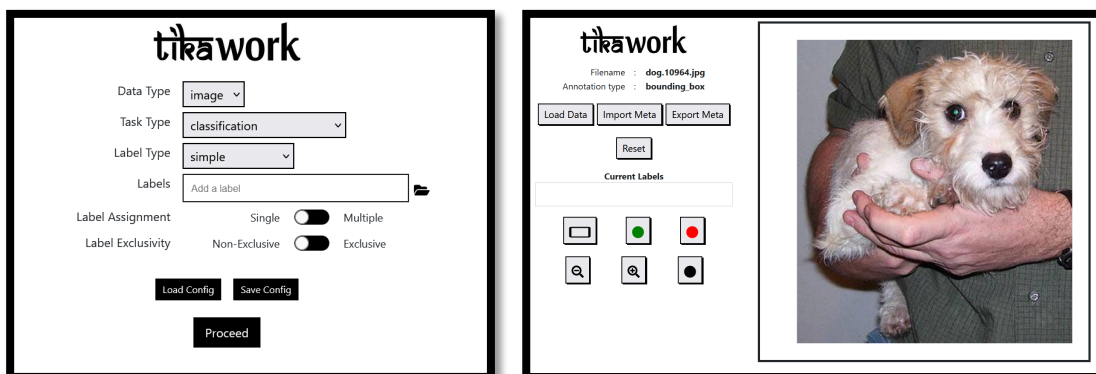 tikawork
Data Type image
Task Type classification
Label Type simple
Labels Add a label
Label Assignment Single Multiple
Label Exclusivity Non-Exclusive Exclusive
Load Config Save Config
Proceed
tikawork
Filename : dog.10964.jpg
Annotation type : bounding_box
Load Data Import Meta Export Meta
Reset
Current Labels